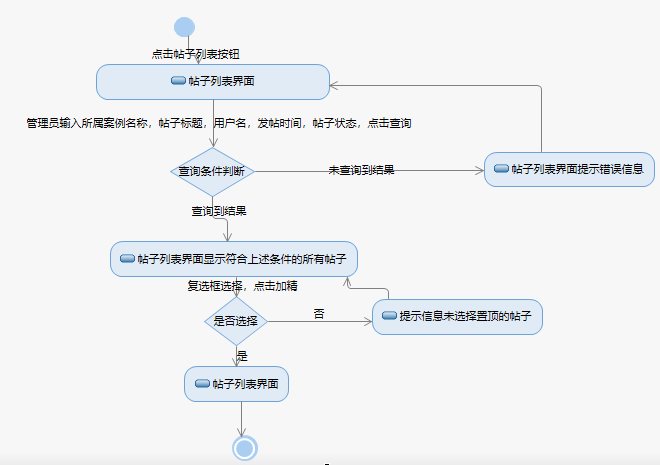 点击帖子列表按钮
帖子列表界面
管理员输入所属案例名称，帖子标题，用户名，发帖时间，帖子状态，点击查询
查询条件判断
未查询到结果
帖子列表界面提示错误信息
查询到结果
帖子列表界面显示符合上述条件的所有帖子
复选框选择，点击加精
是否选择
否
提示信息未选择置顶的帖子
是
帖子列表界面